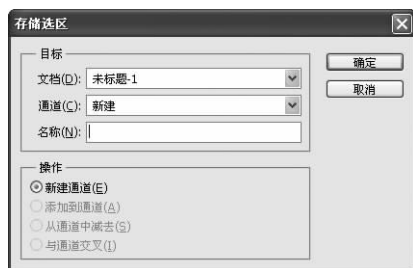 存储选区
目标
文档(D): 未标题-1
通道(C): 新建
名称(N):
确定
取消
操作
新建通道(E)
添加到通道(A)
从通道中减去(S)
与通道交叉(I)